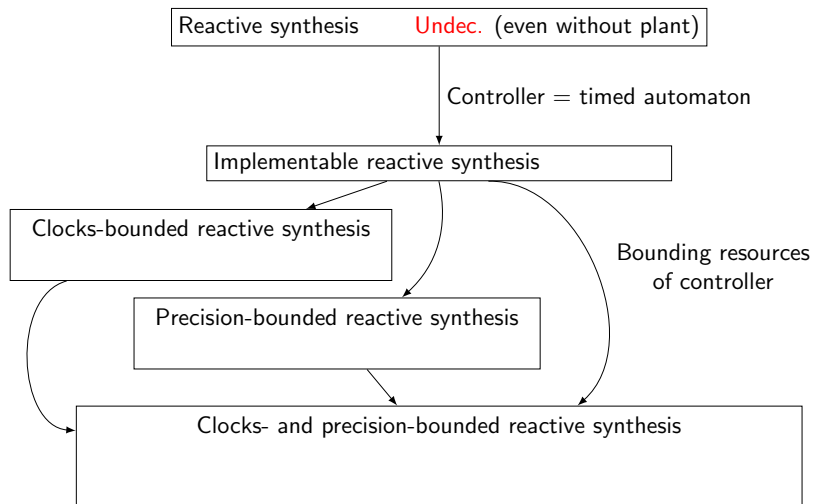 Reactive synthesis Undec. (even without plant)
Controller = timed automaton
Implementable reactive synthesis
Clocks-bounded reactive synthesis
Bounding resources
of controller
Precision-bounded reactive synthesis
Clocks- and precision-bounded reactive synthesis